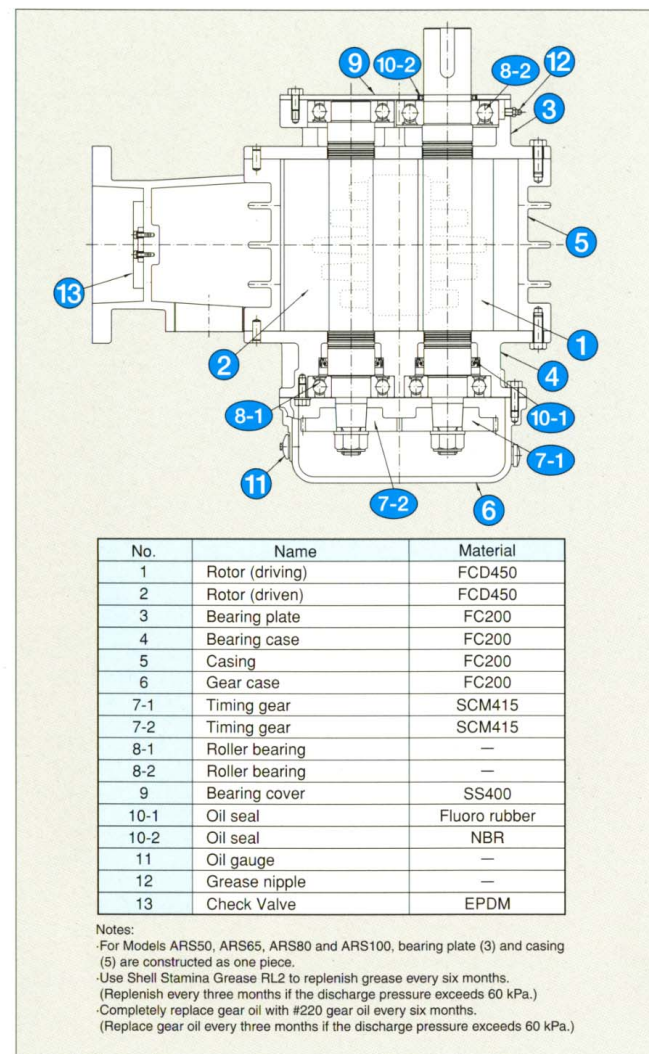 9
10-2
8-2
12
3
5
13
1
2
4
8-1
10-1
7-1
11
7-2
6
No. Name Material
1 Rotor (driving) FCD450
2 Rotor (driven) FCD450
3 Bearing plate FC200
4 Bearing case FC200
5 Casing FC200
6 Gear case FC200
7-1 Timing gear SCM415
7-2 Timing gear SCM415
8-1 Roller bearing —
8-2 Roller bearing —
9 Bearing cover SS400
10-1 Oil seal Fluoro rubber
10-2 Oil seal NBR
11 Oil gauge —
12 Grease nipple —
13 Check Valve EPDM
Notes:
·For Models ARS50, ARS65, ARS80 and ARS100, bearing plate (3) and casing
(5) are constructed as one piece.
·Use Shell Stamina Grease RL2 to replenish grease every six months.
(Replenish every three months if the discharge pressure exceeds 60 kPa.)
·Completely replace gear oil with #220 gear oil every six months.
(Replace gear oil every three months if the discharge pressure exceeds 60 kPa.)